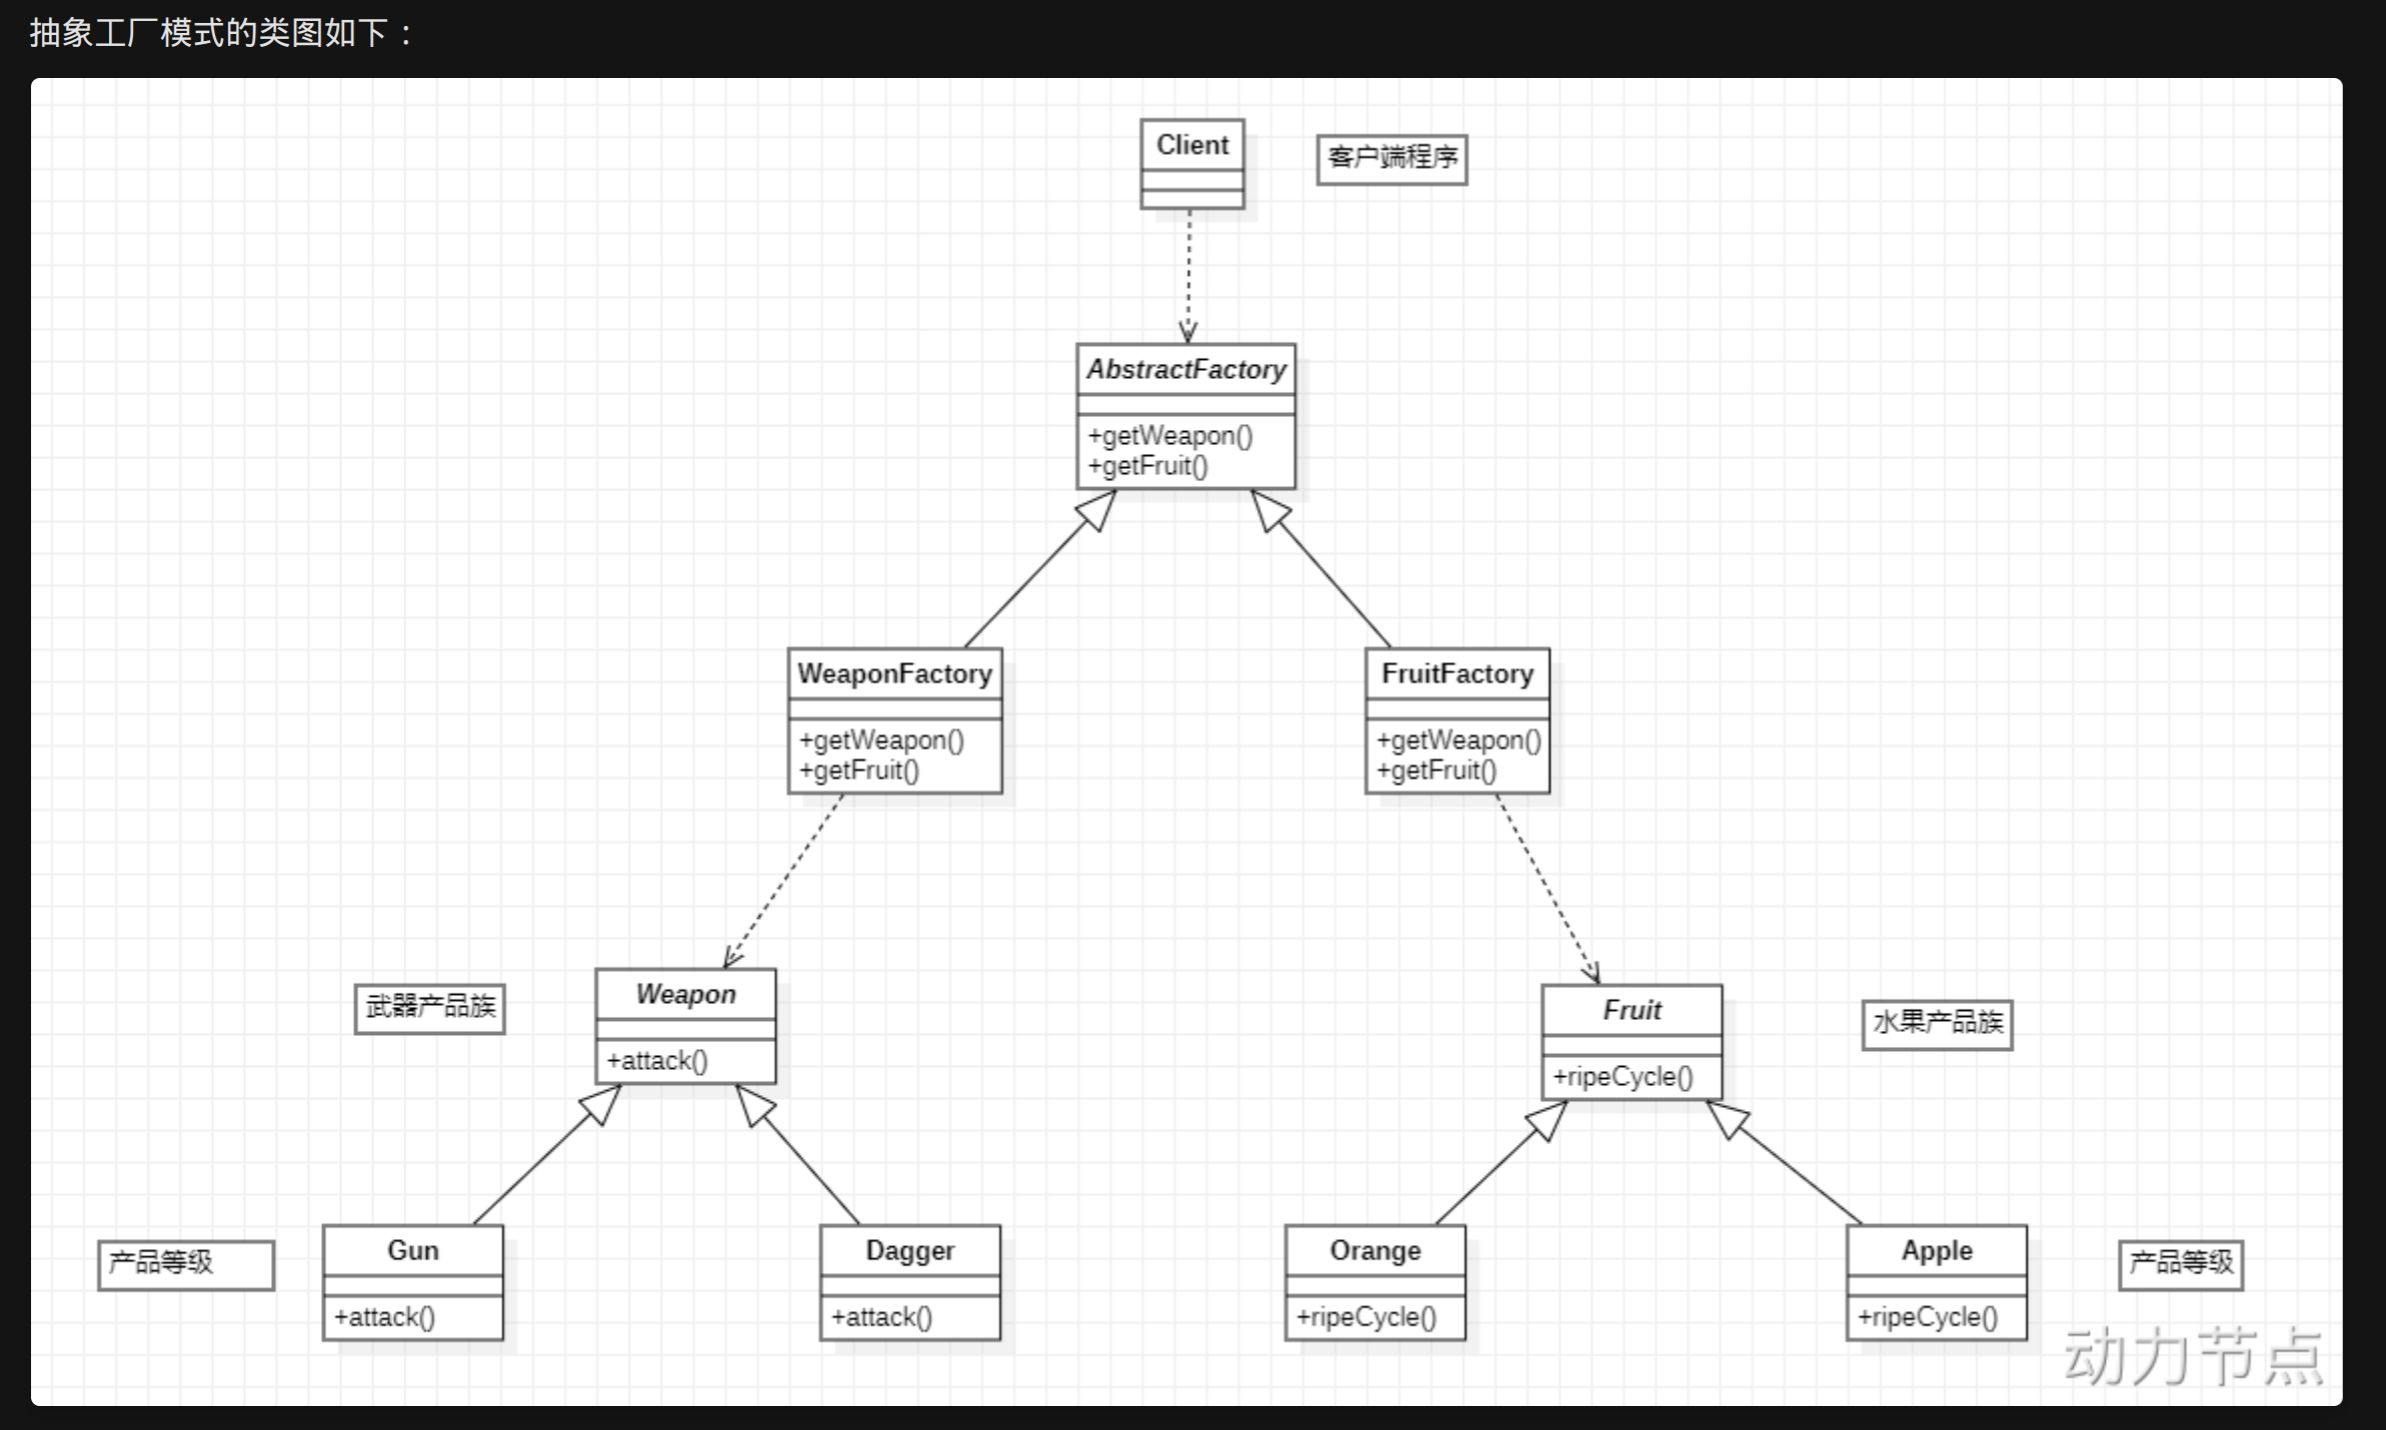 抽象工厂模式的类图如下：
Client
客户端程序
AbstractFactory
+getWeapon()
+getFruit()
WeaponFactory
+getWeapon()
+getFruit()
FruitFactory
+getWeapon()
+getFruit()
武器产品族
Weapon
+attack()
Fruit
+ripeCycle()
水果产品族
产品等级
Gun
+attack()
Dagger
+attack()
Orange
+ripeCycle()
Apple
+ripeCycle()
产品等级
动力节点